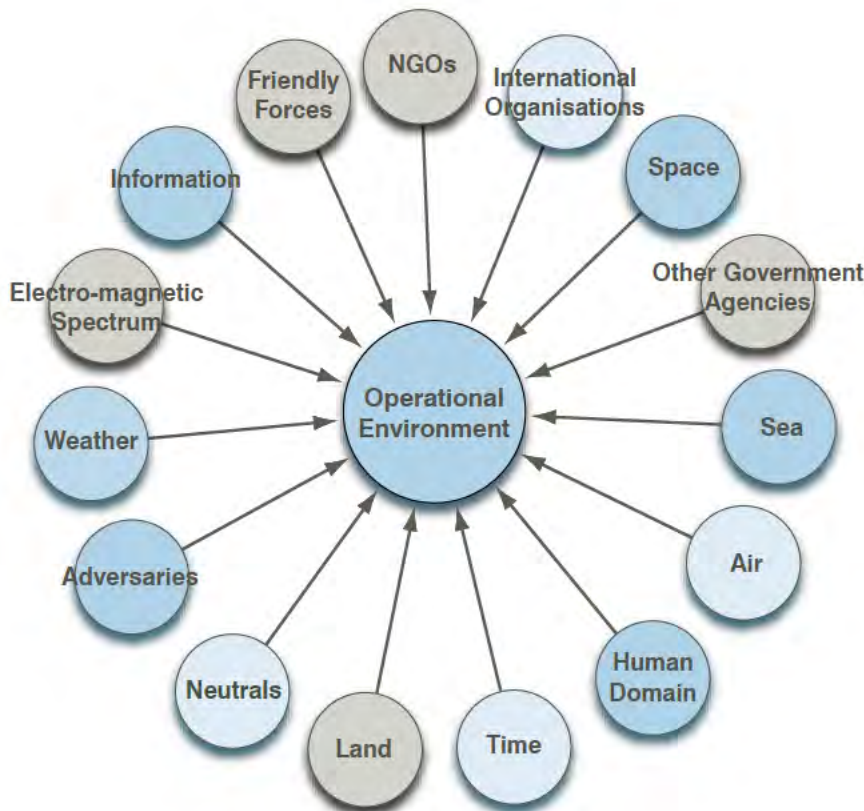 NGOs
International
Organisations
Space
Other Government
Agencies
Sea
Air
Human
Domain
Time
Land
Neutrals
Adversaries
Weather
Electro-magnetic
Spectrum
Information
Friendly
Forces
Operational
Environment